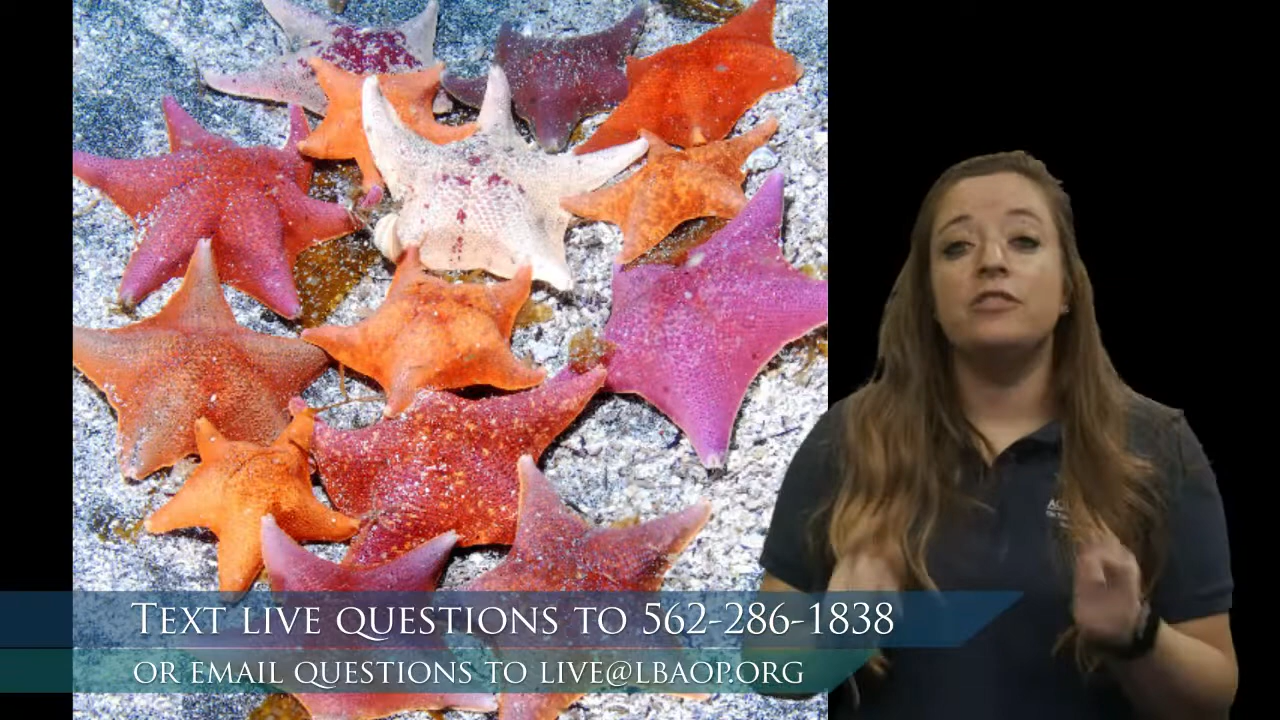 TEXT LIVE QUESTIONS TO 562-286-1838
OR EMAIL QUESTIONS TO LIVE@LBAOP.ORG